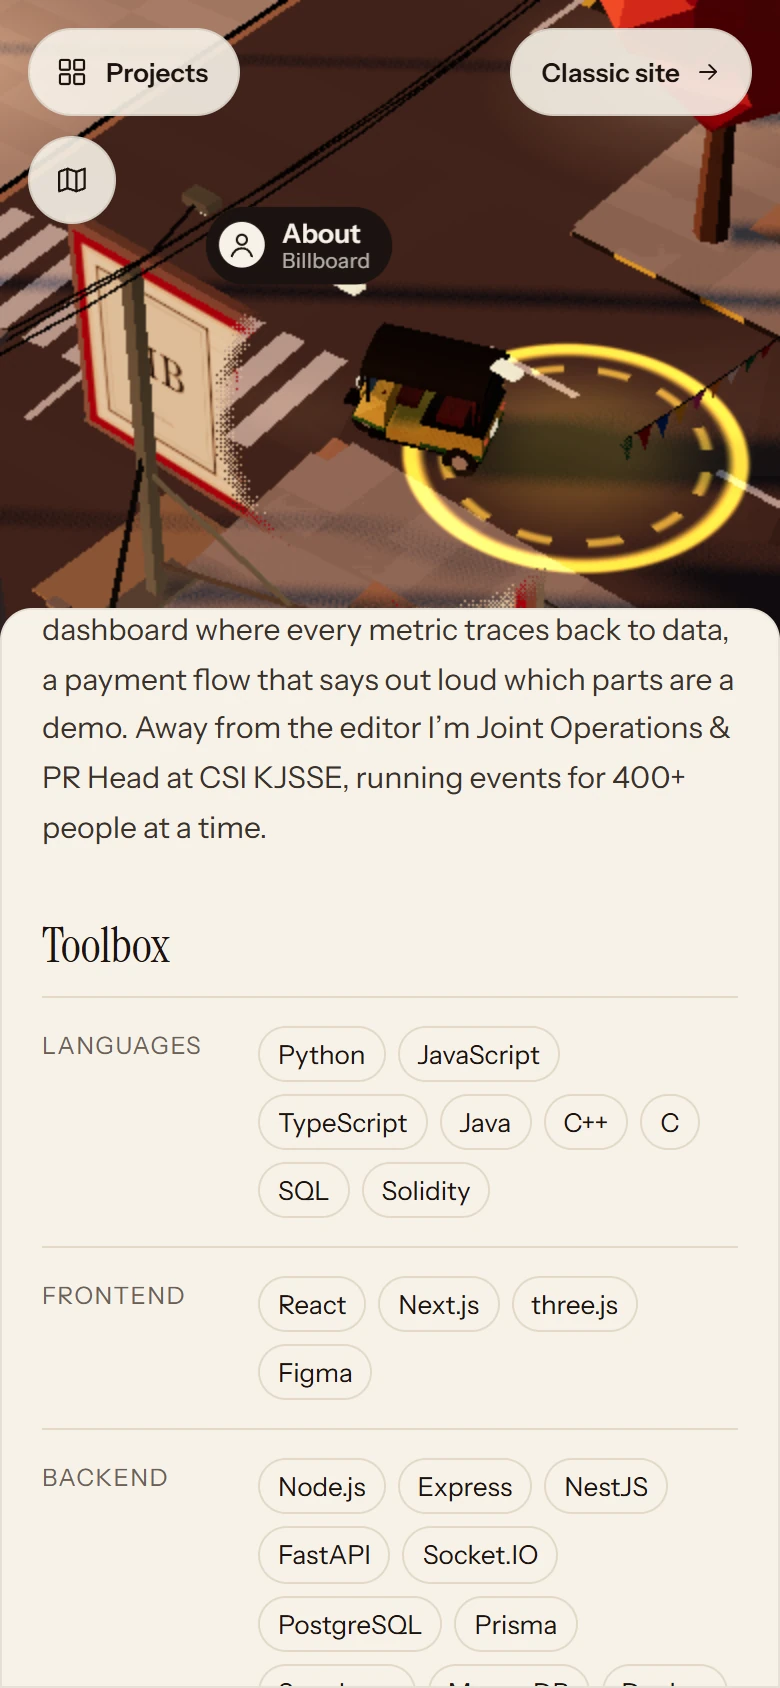 Projects
Classic site
About
Billboard
dashboard where every metric traces back to data,
a payment flow that says out loud which parts are a
demo. Away from the editor I’m Joint Operations &
PR Head at CSI KJSSE, running events for 400+
people at a time.
Toolbox
LANGUAGES
Python JavaScript
TypeScript Java C++ C
SQL Solidity
FRONTEND
React Next.js three.js
Figma
BACKEND
Node.js Express NestJS
FastAPI Socket.IO
PostgreSQL Prisma